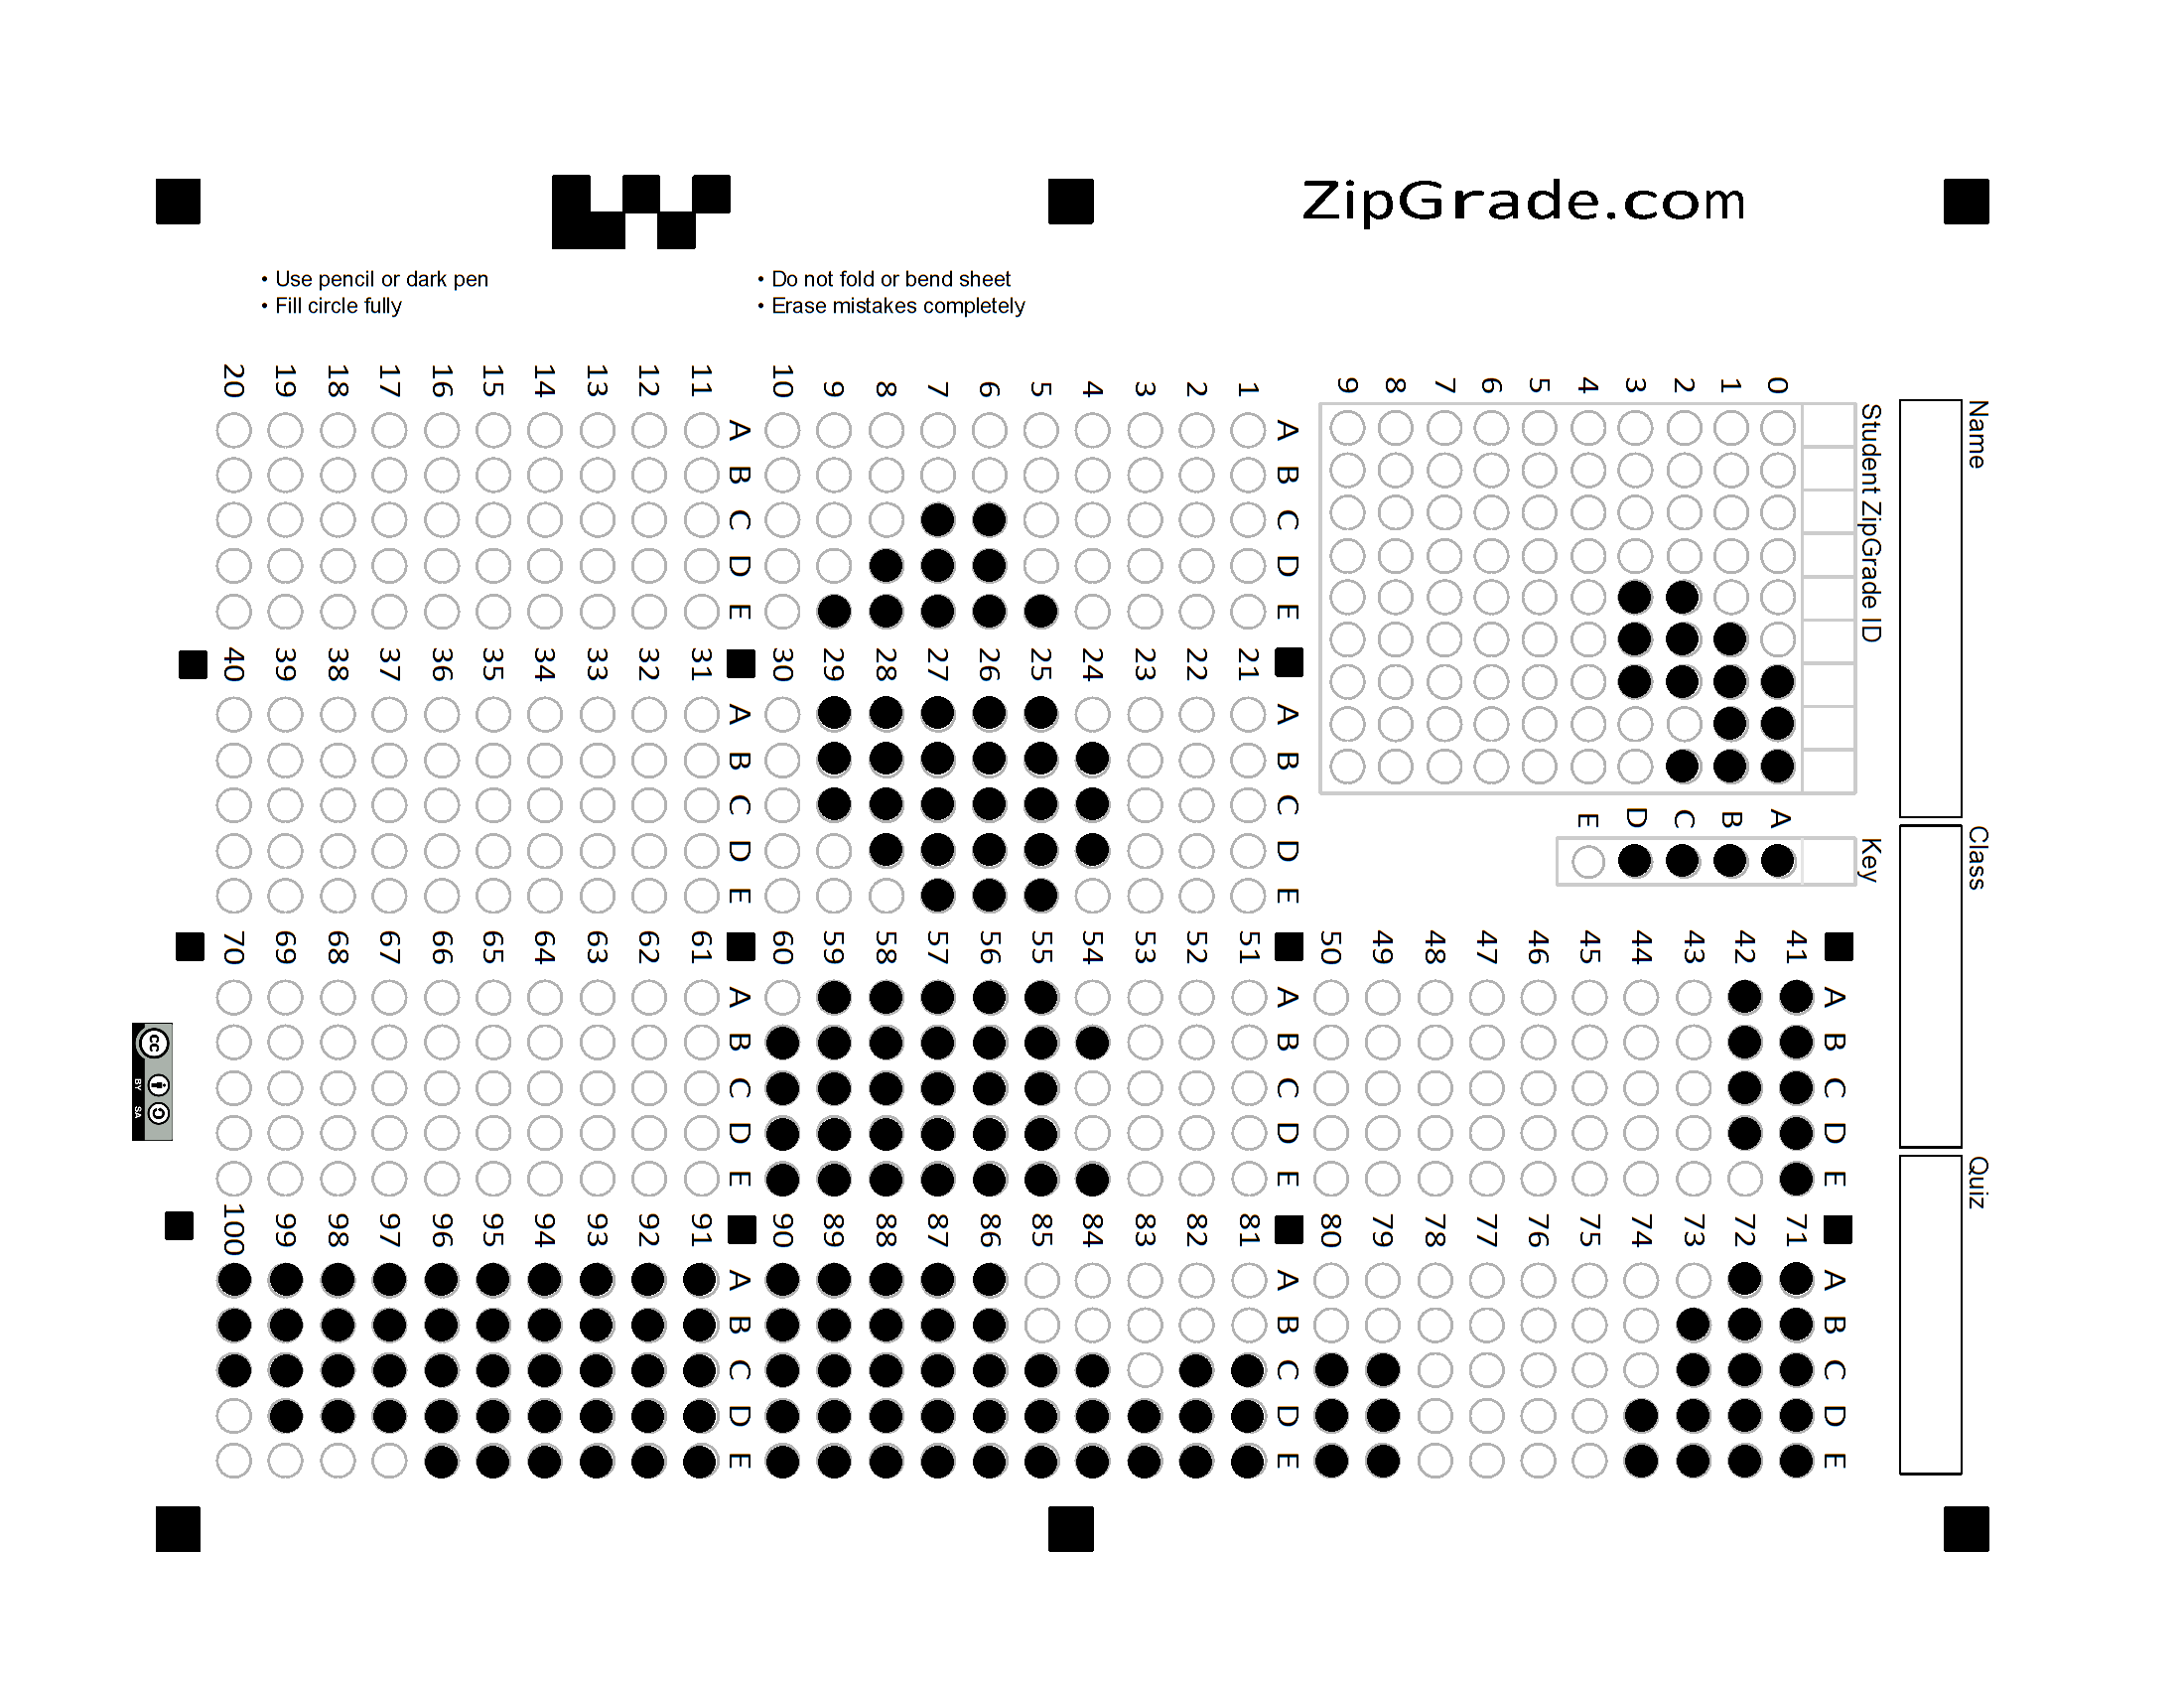 ZipGrade.com
• Use pencil or dark pen
• Fill circle fully
• Do not fold or bend sheet
• Erase mistakes completely
Name
Class
Quiz
Student ZipGrade ID
0 1 2 3 4 5 6 7 8 9
Key
A B C D E
A B C D E
1 2 3 4 5 6 7 8 9 10
A B C D E
11 12 13 14 15 16 17 18 19 20
A B C D E
21 22 23 24 25 26 27 28 29 30
A B C D E
31 32 33 34 35 36 37 38 39 40
A B C D E
41 42 43 44 45 46 47 48 49 50
A B C D E
51 52 53 54 55 56 57 58 59 60
A B C D E
61 62 63 64 65 66 67 68 69 70
A B C D E
71 72 73 74 75 76 77 78 79 80
A B C D E
81 82 83 84 85 86 87 88 89 90
A B C D E
91 92 93 94 95 96 97 98 99 100
cc BY SA